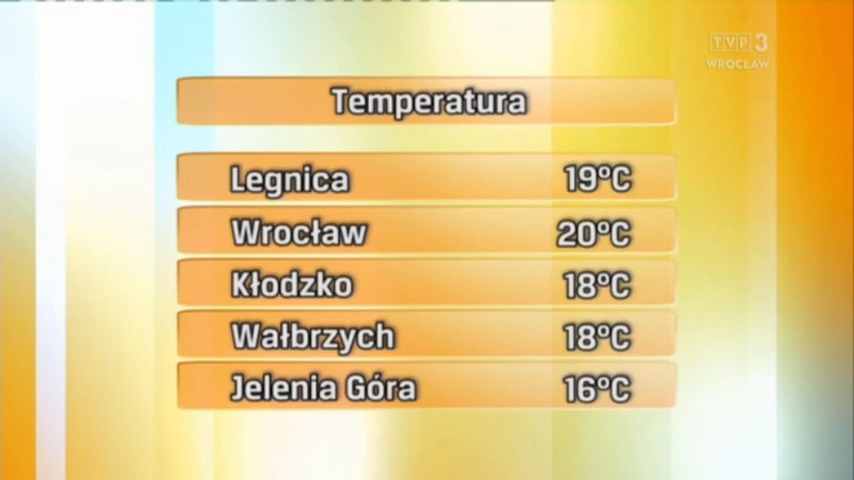 TVP3
WROCŁAW
Temperatura
Legnica 19°C
Wrocław 20°C
Kłodzko 18°C
Wałbrzych 18°C
Jelenia Góra 16°C